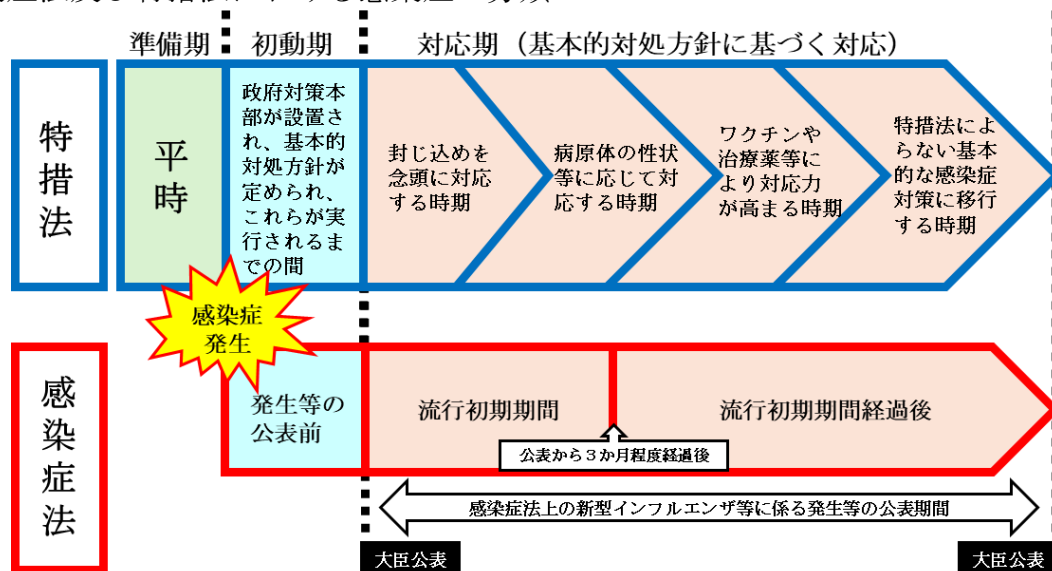 準備期
初動期
対応期（基本的対処方針に基づく対応）
特措法
平時
政府対策本
部が設置さ
れ、基本的
対処方針が
定められ、
これらが実
行されるま
での間
封じ込めを
念頭に対応
する時期
病原体の性状
等に応じて対
応する時期
ワクチンや
治療薬等に
より対応力
が高まる時期
特措法によ
らない基本
的な感染症
対策に移行
する時期
感染症
発生
感染症法
発生等の
公表前
流行初期期間
流行初期期間経過後
公表から３か月程度経過後
感染症法上の新型インフルエンザ等に係る発生等の公表期間
大臣公表
大臣公表